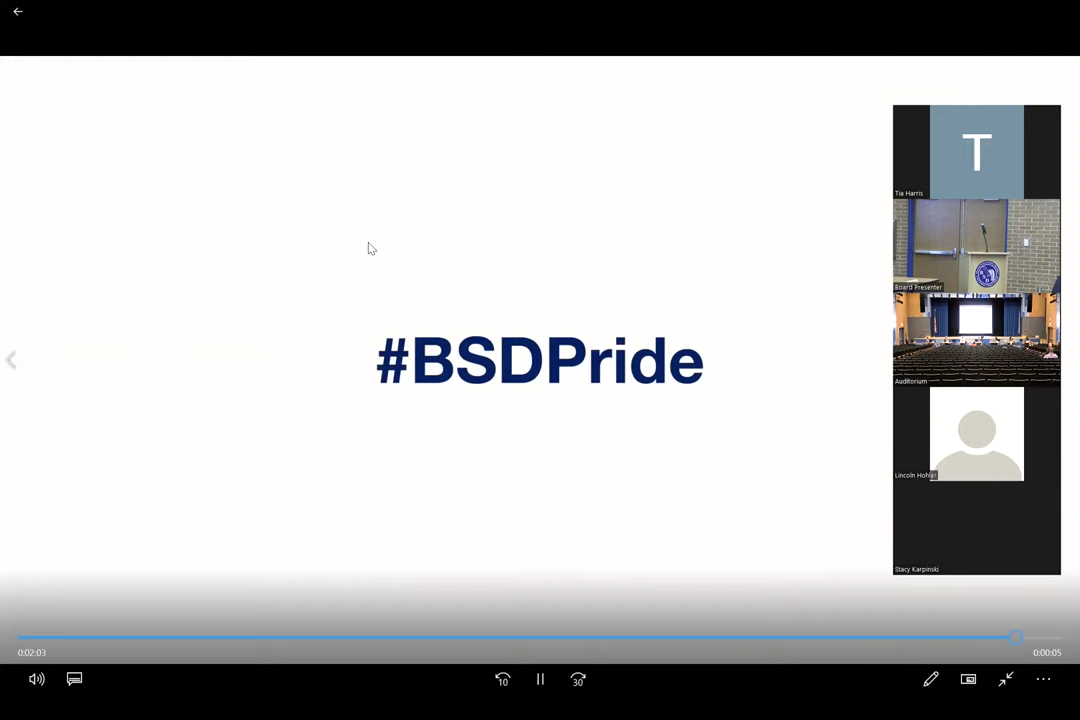 T
Tia Harris
Board Presenter
#BSDPride
Auditorium
Lincoln Hohler
Stacy Karpinski
0:02:03
0:00:05
10
30